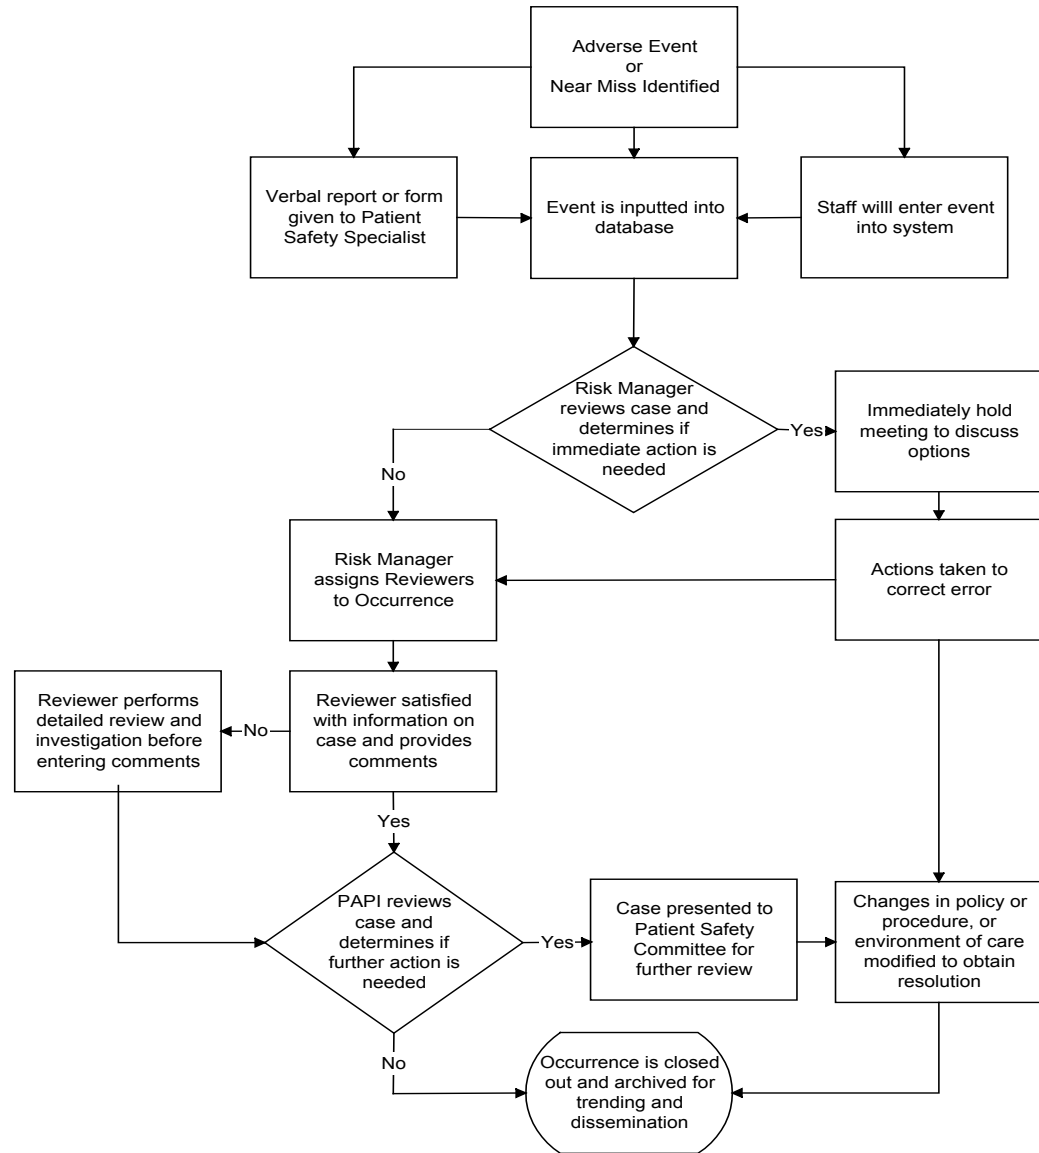 Adverse Event
or
Near Miss Identified
Verbal report or form
given to Patient
Safety Specialist
Event is inputted into
database
Staff willl enter event
into system
Risk Manager
reviews case and
determines if
immediate action is
needed
Yes
Immediately hold
meeting to discuss
options
No
Risk Manager
assigns Reviewers
to Occurrence
Actions taken to
correct error
Reviewer performs
detailed review and
investigation before
entering comments
No
Reviewer satisfied
with information on
case and provides
comments
Yes
PAPI reviews
case and
determines if
further action is
needed
Yes
Case presented to
Patient Safety
Committee for
further review
Changes in policy or
procedure, or
environment of care
modified to obtain
resolution
No
Occurrence is closed
out and archived for
trending and
dissemination